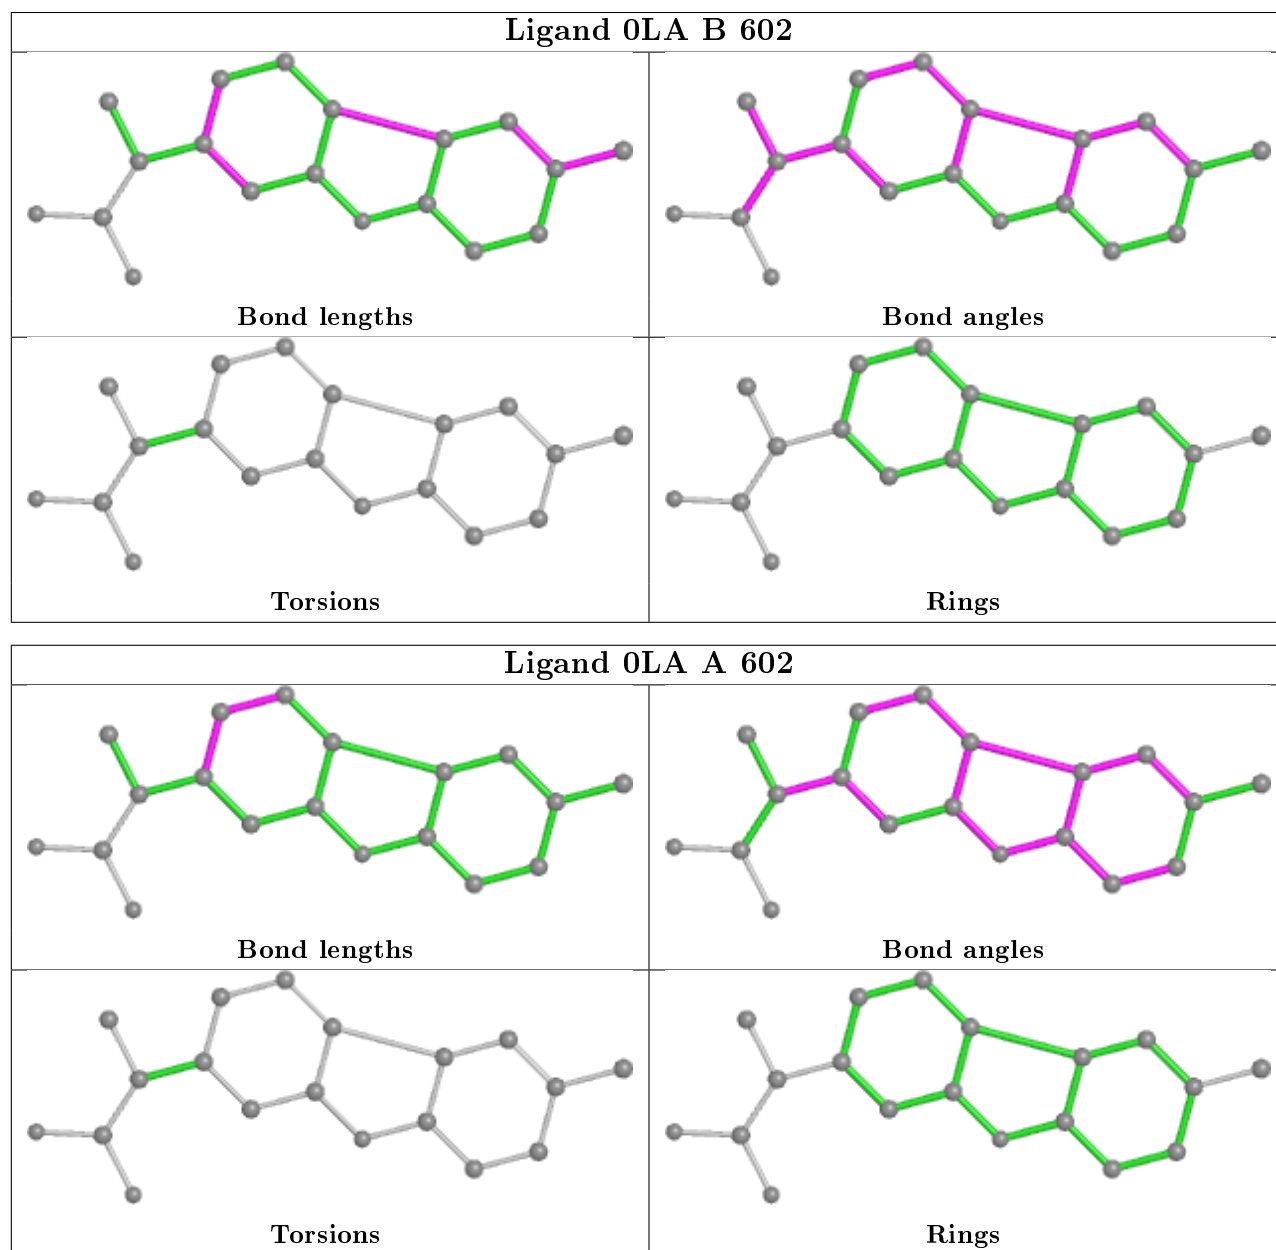 Ligand 0LA B 602
Bond lengths
Bond angles
Torsions
Rings
Ligand 0LA A 602
Bond lengths
Bond angles
Torsions
Rings